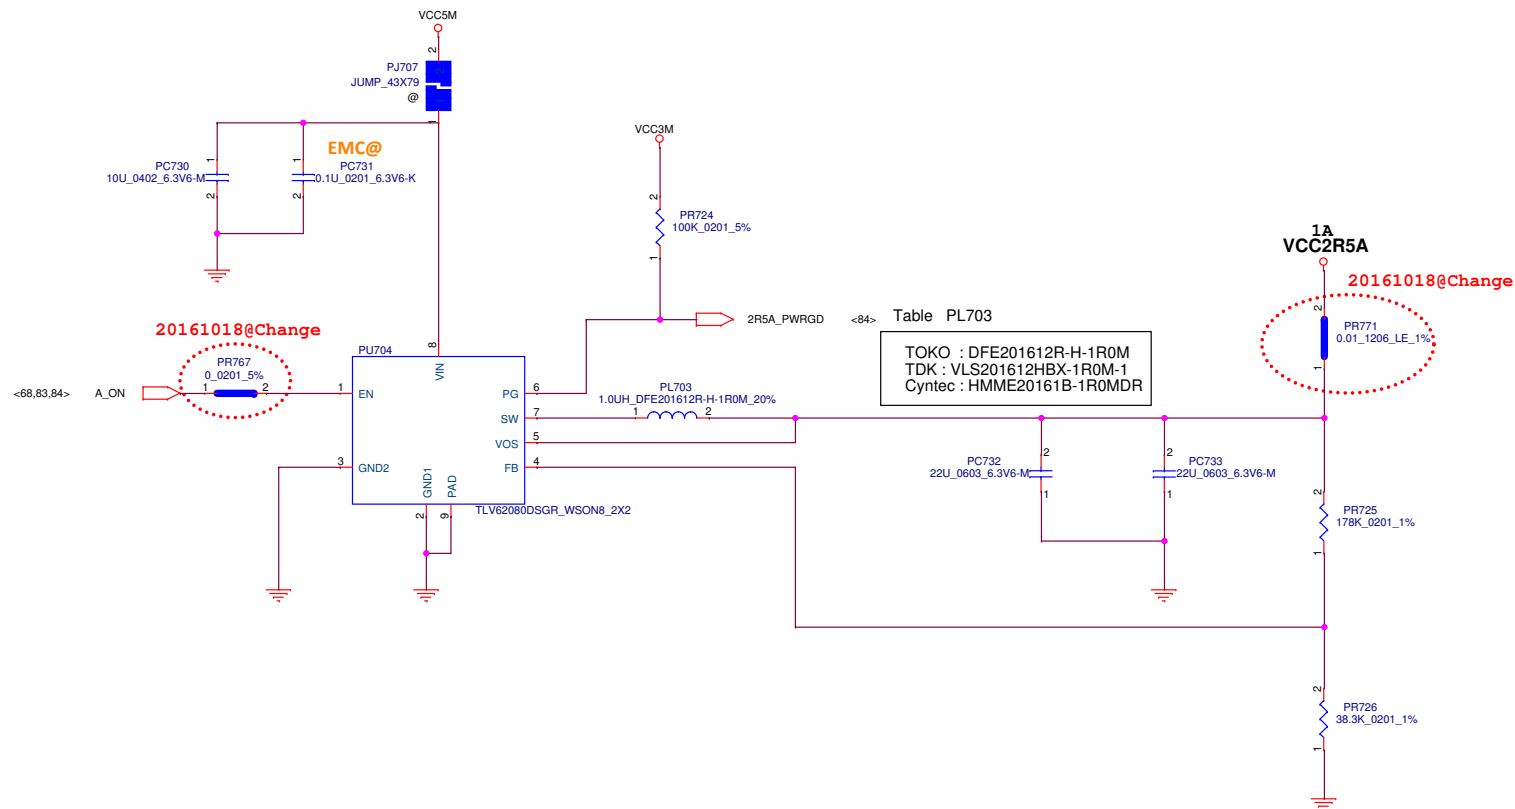 VCC5M
2
PJ707
JUMP_43X79
@
2
1
1
EMC@
1
PC730
10U_0402_6.3V6-M
2
1
PC731
0.1U_0201_6.3V6-K
2
VCC3M
2
PR724
100K_0201_5%
1
1A
VCC2R5A
20161018@Change
2
PR771
0.01_1206_LE_1%
1
2R5A_PWRGD <84>
Table PL703
TOKO : DFE201612R-H-1R0M
TDK : VLS201612HBX-1R0M-1
Cyntec : HMME20161B-1R0MDR
20161018@Change
PR767
0_0201_5%
1 2
<68,83,84> A_ON
PU704
8
VIN
1 EN
PG 6
SW 7
VOS 5
FB 4
3 GND2
GND1
PAD
2
9
TLV62080DSGR_WSON8_2X2
PL703
1.0UH_DFE201612R-H-1R0M_20%
1 2
2
PC732
22U_0603_6.3V6-M
1
2
PC733
22U_0603_6.3V6-M
1
2
PR725
178K_0201_1%
1
2
PR726
38.3K_0201_1%
1